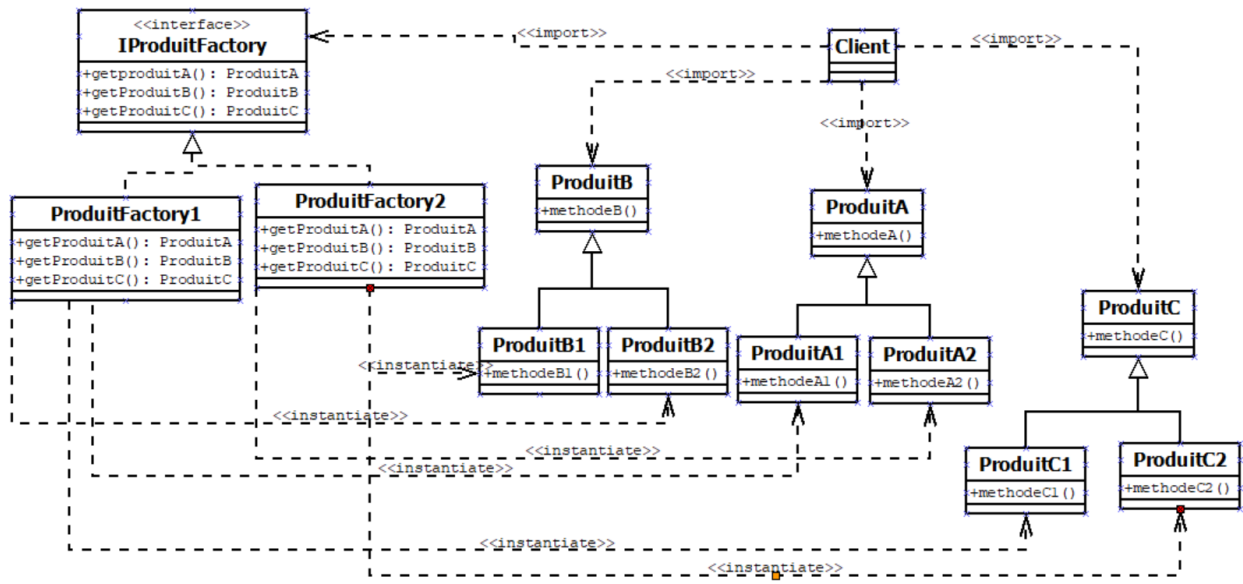 <<interface>>
IProduitFactory
+getproduitA(): ProduitA
+getProduitB(): ProduitB
+getProduitC(): ProduitC
<<import>>
Client
<<import>>
<<import>>
<<import>>
ProduitFactory1
+getProduitA(): ProduitA
+getProduitB(): ProduitB
+getProduitC(): ProduitC
ProduitFactory2
+getProduitA(): ProduitA
+getProduitB(): ProduitB
+getProduitC(): ProduitC
ProduitB
+methodeB()
ProduitA
+methodeA()
ProduitC
+methodeC()
<<instantiate>>
ProduitB1
+methodeB1()
ProduitB2
+methodeB2()
ProduitA1
+methodeA1()
ProduitA2
+methodeA2()
<<instantiate>>
<<instantiate>>
<<instantiate>>
ProduitC1
+methodeC1()
ProduitC2
+methodeC2()
<<instantiate>>
<<instantiate>>